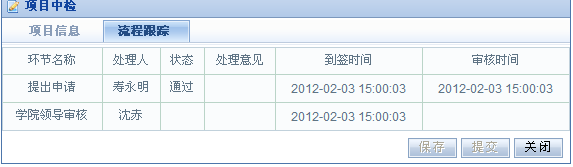 项目中检
项目信息 流程跟踪
环节名称 处理人 状态 处理意见 到签时间 审核时间
提出申请 寿永明 通过 2012-02-03 15:00:03 2012-02-03 15:00:03
学院领导审核 沈赤 2012-02-03 15:00:03
保存 提交 关闭